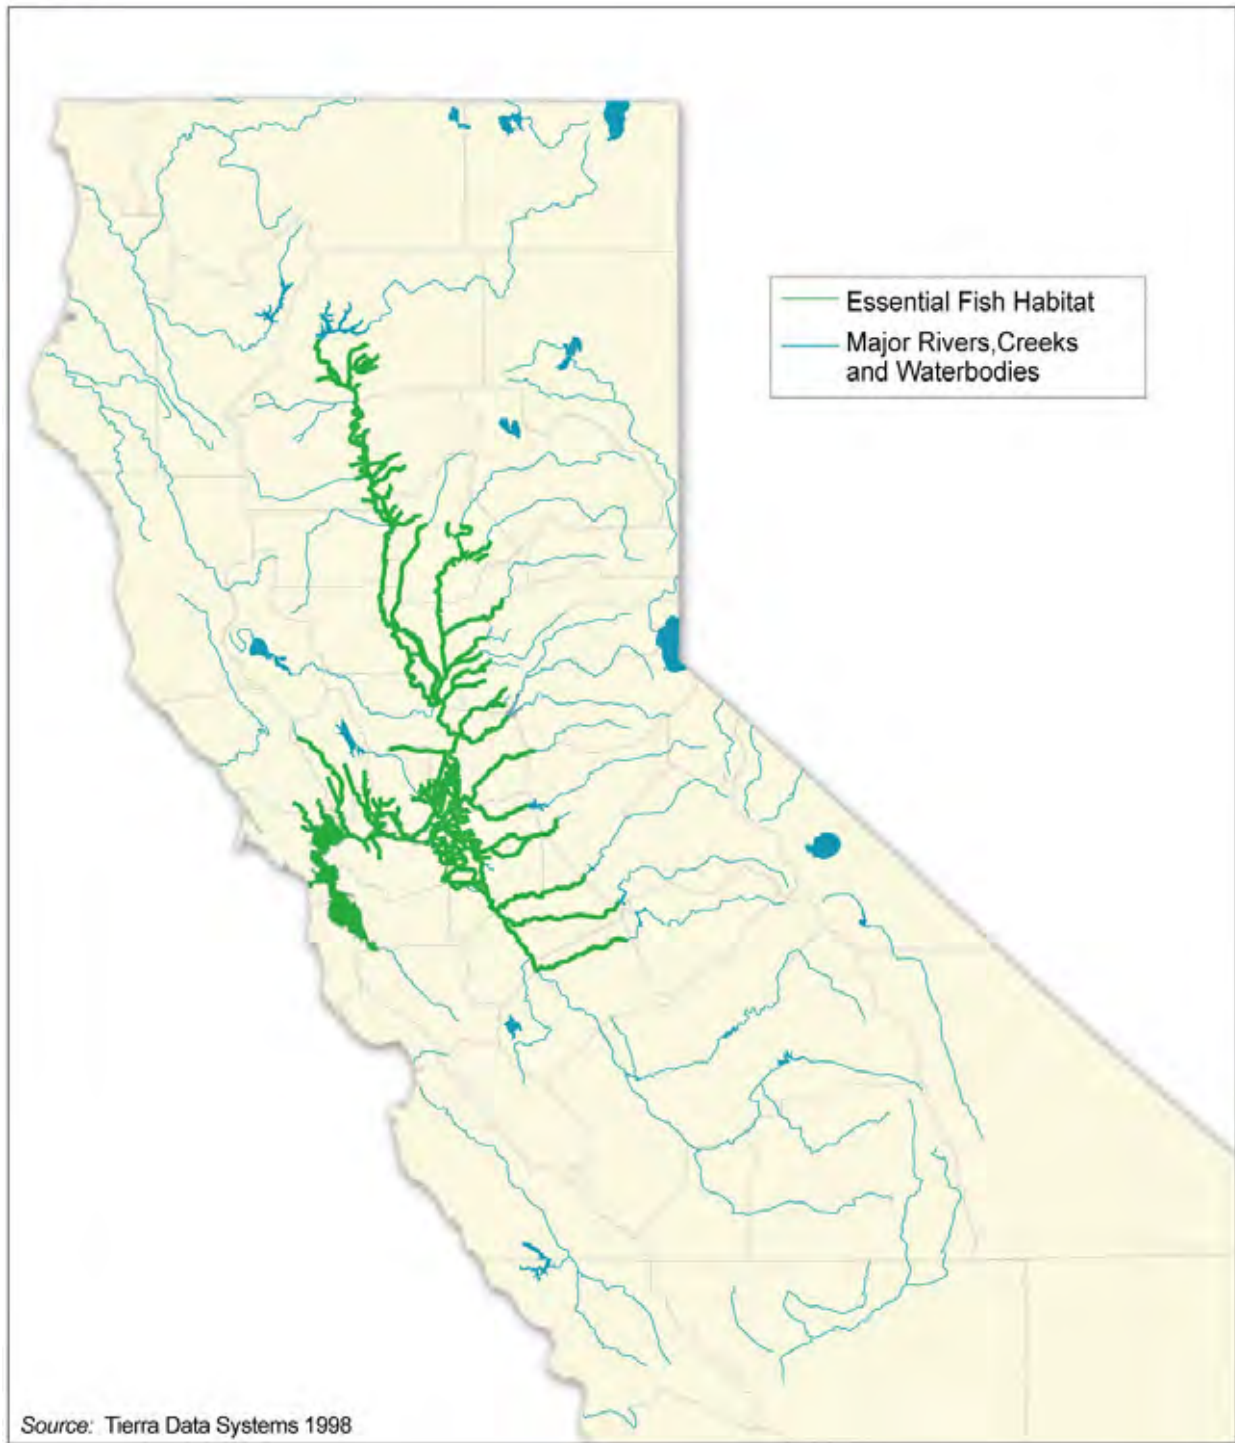 Essential Fish Habitat
Major Rivers,Creeks
and Waterbodies
Source: Tierra Data Systems 1998